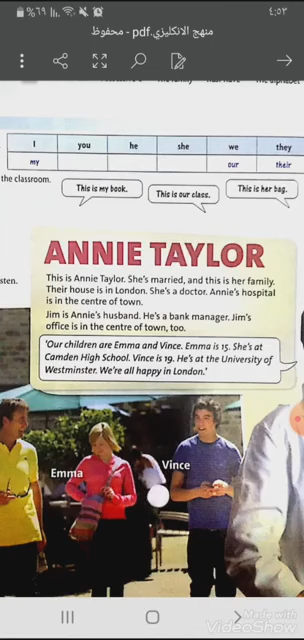 %٦٩
٤:٥٣
منهج الانكليزي.pdf - محفوظ
the alphabet
I you he she we they
my our their
the classroom.
This is my book.
This is our class.
This is her bag.
ANNIE TAYLOR
sten.
This is Annie Taylor. She's married, and this is her family.
Their house is in London. She's a doctor. Annie's hospital
is in the centre of town.
Jim is Annie's husband. He's a bank manager. Jim's
office is in the centre of town, too.
'Our children are Emma and Vince. Emma is 15. She's at
Camden High School. Vince is 19. He's at the University of
Westminster. We're all happy in London.'
Emma
Vince
Made with
VideoShow